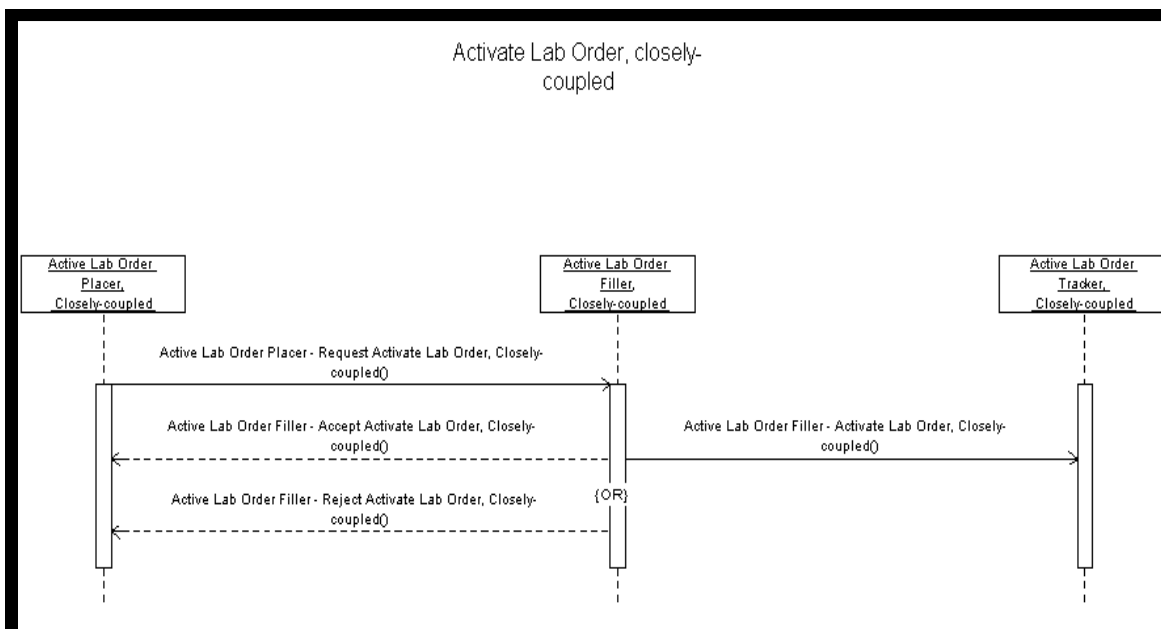 Activate Lab Order, closely-
coupled
Active Lab Order
Placer,
Closely-coupled
Active Lab Order
Filler,
Closely-coupled
Active Lab Order
Tracker,
Closely-coupled
Active Lab Order Placer - Request Activate Lab Order, Closely-
coupled()
Active Lab Order Filler - Accept Activate Lab Order, Closely-
coupled()
Active Lab Order Filler - Activate Lab Order, Closely-
coupled()
{OR}
Active Lab Order Filler - Reject Activate Lab Order, Closely-
coupled()